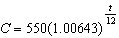 C = 550(1.00643)^(t/12)